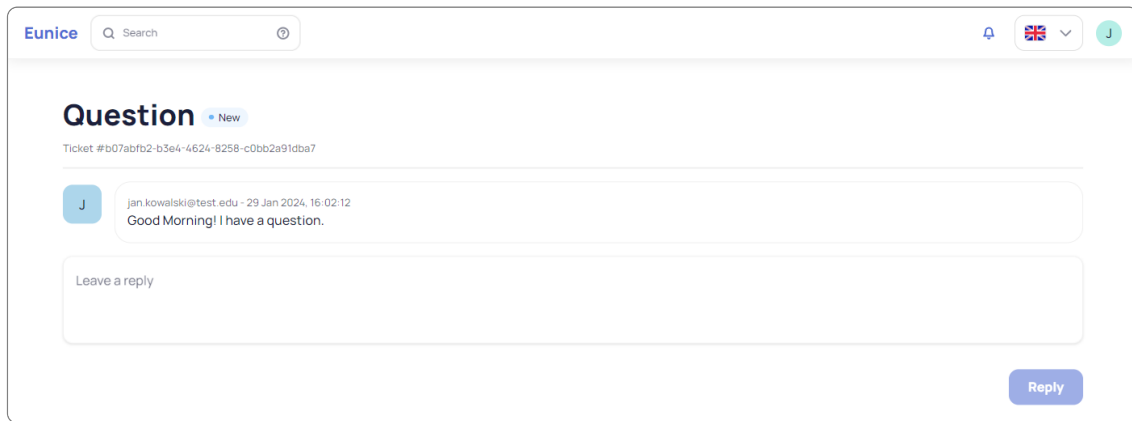 Eunice
Search
J
Question
New
Ticket #b07abfb2-b3e4-4624-8258-c0bb2a91dba7
J
jan.kowalski@test.edu - 29 Jan 2024, 16:02:12
Good Morning! I have a question.
Leave a reply
Reply